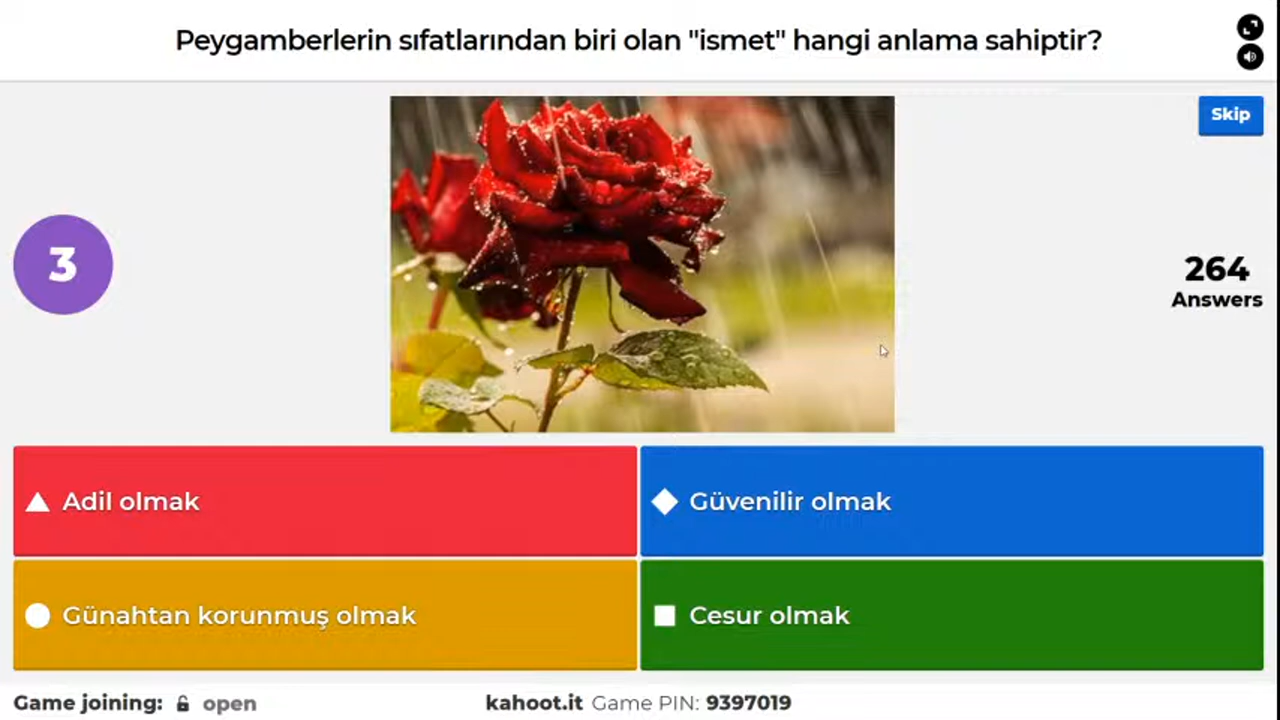 Peygamberlerin sıfatlarından biri olan "ismet" hangi anlama sahiptir?
Skip
3
264
Answers
Adil olmak
Güvenilir olmak
Günahtan korunmuş olmak
Cesur olmak
Game joining: open
kahoot.it Game PIN: 9397019